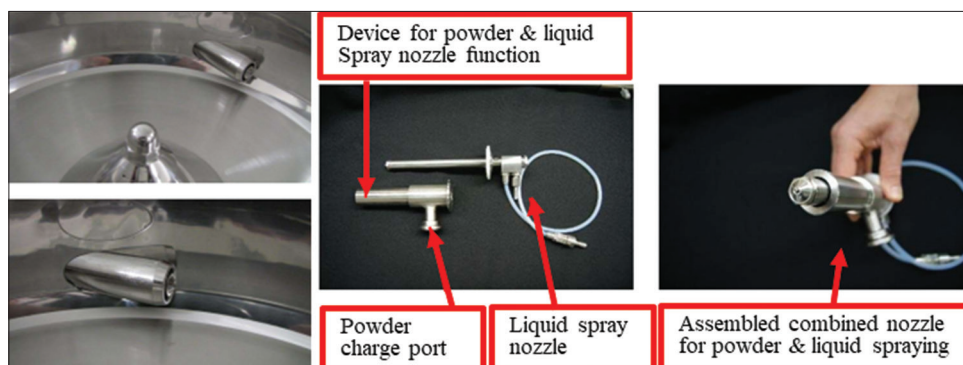 Device for powder & liquid
Spray nozzle function
Powder
charge port
Liquid spray
nozzle
Assembled combined nozzle
for powder & liquid spraying